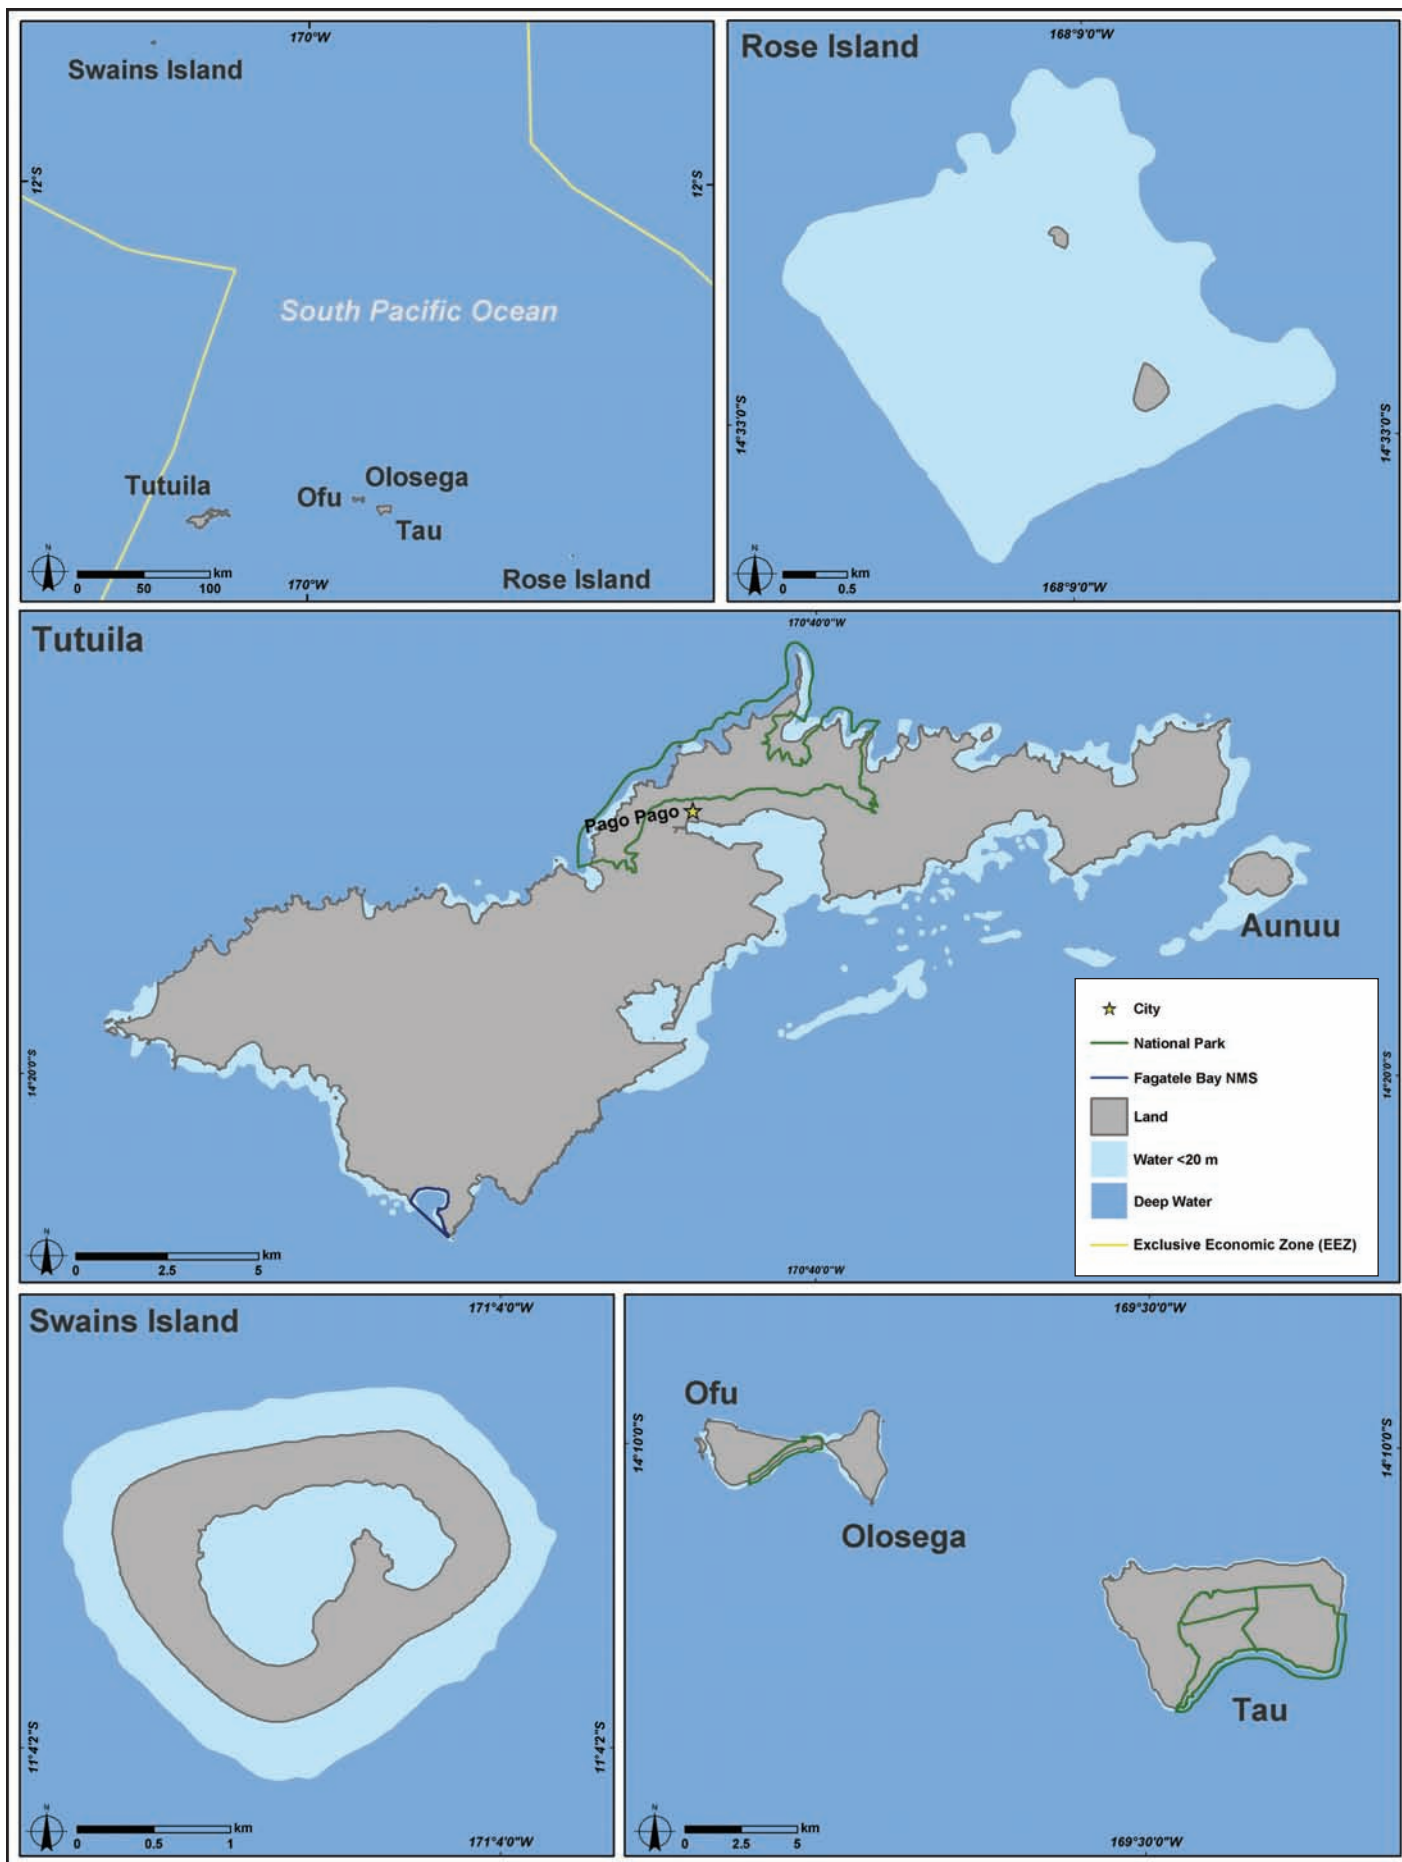 170°W
Swains Island
12°S
12°S
South Pacific Ocean
Tutuila
Ofu
Olosega
Tau
Rose Island
N
0 50 100 km
170°W
Rose Island
168°9'0"W
14°33'0"S
14°33'0"S
N
0 0.5 km
168°9'0"W
Tutuila
170°40'0"W
Pago Pago
Aunuu
14°20'0"S
14°20'0"S
City
National Park
Fagatele Bay NMS
Land
Water <20 m
Deep Water
Exclusive Economic Zone (EEZ)
N
0 2.5 5 km
170°40'0"W
Swains Island
171°4'0"W
11°4'2"S
11°4'2"S
N
0 0.5 1 km
171°4'0"W
169°30'0"W
Ofu
14°10'0"S
14°10'0"S
Olosega
Tau
N
0 2.5 5 km
169°30'0"W